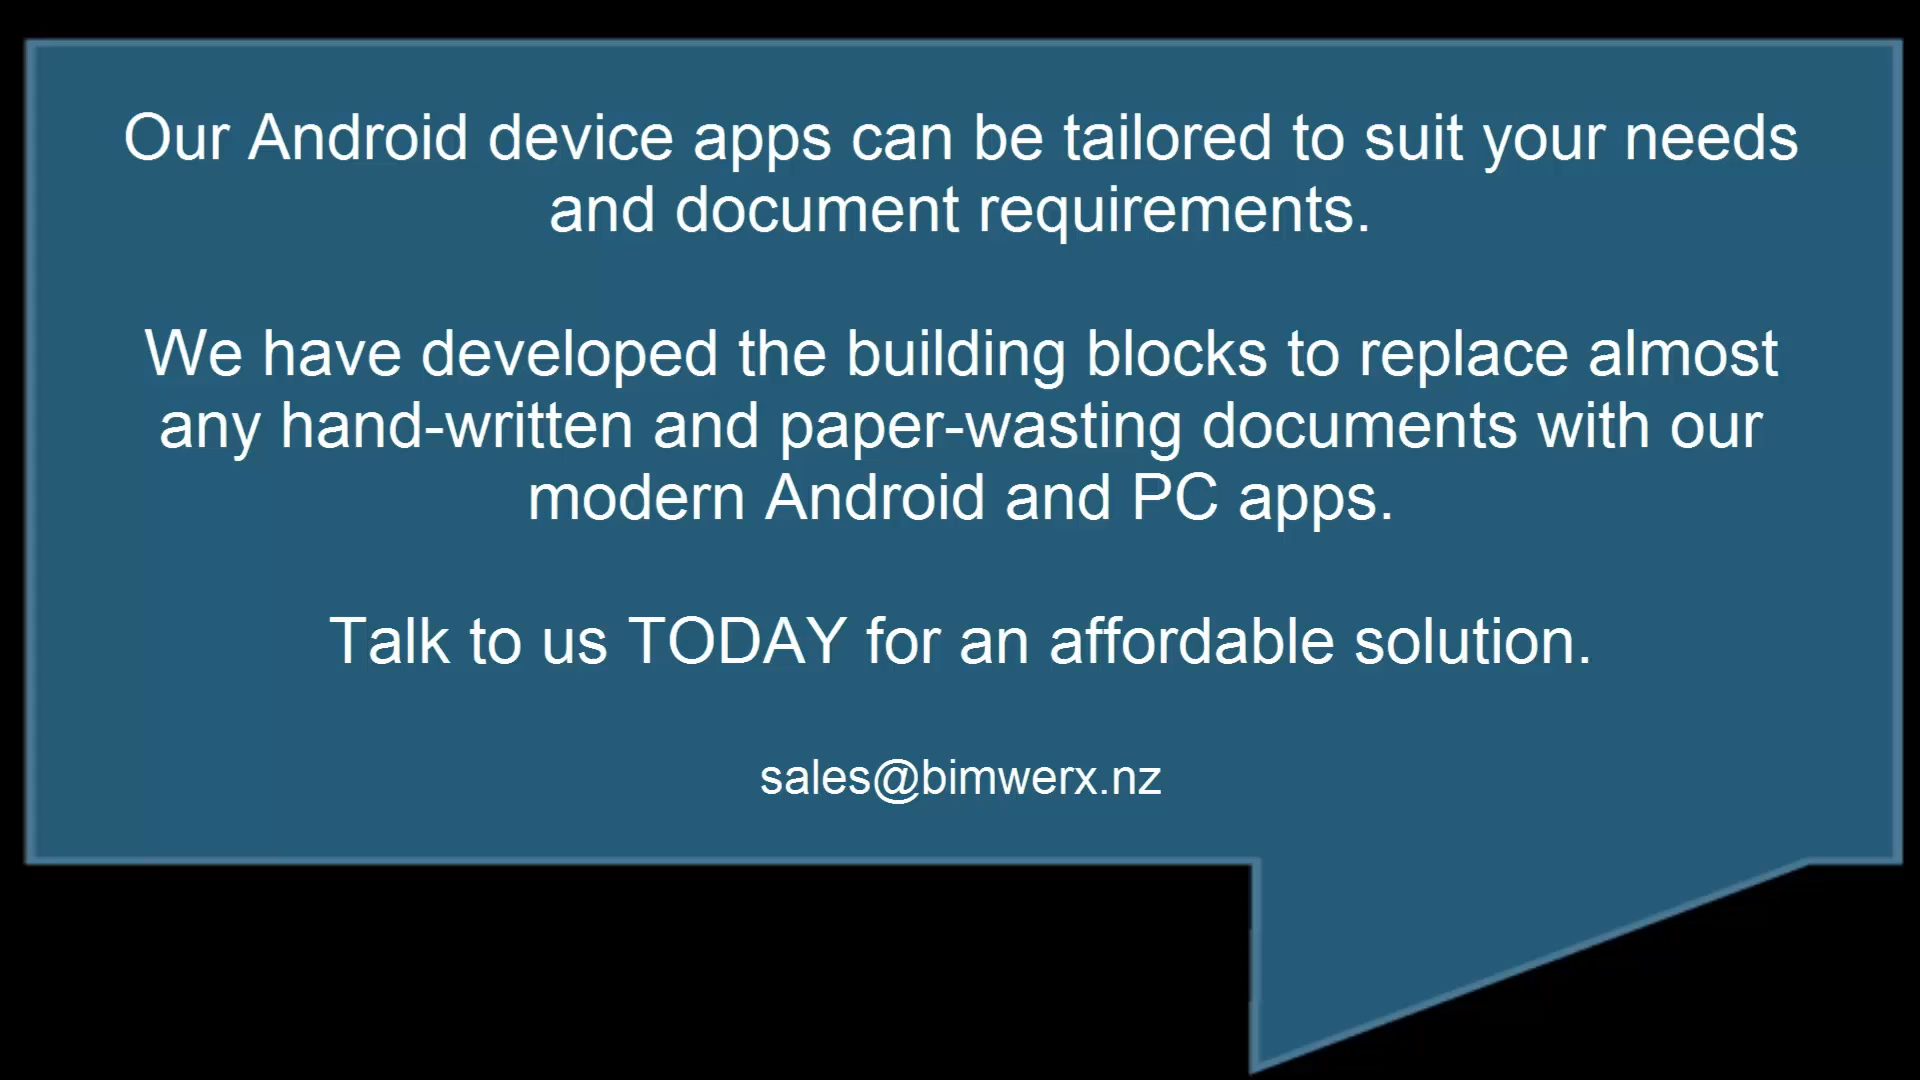 Our Android device apps can be tailored to suit your needs
and document requirements.
We have developed the building blocks to replace almost
any hand-written and paper-wasting documents with our
modern Android and PC apps.
Talk to us TODAY for an affordable solution.
sales@bimwerx.nz